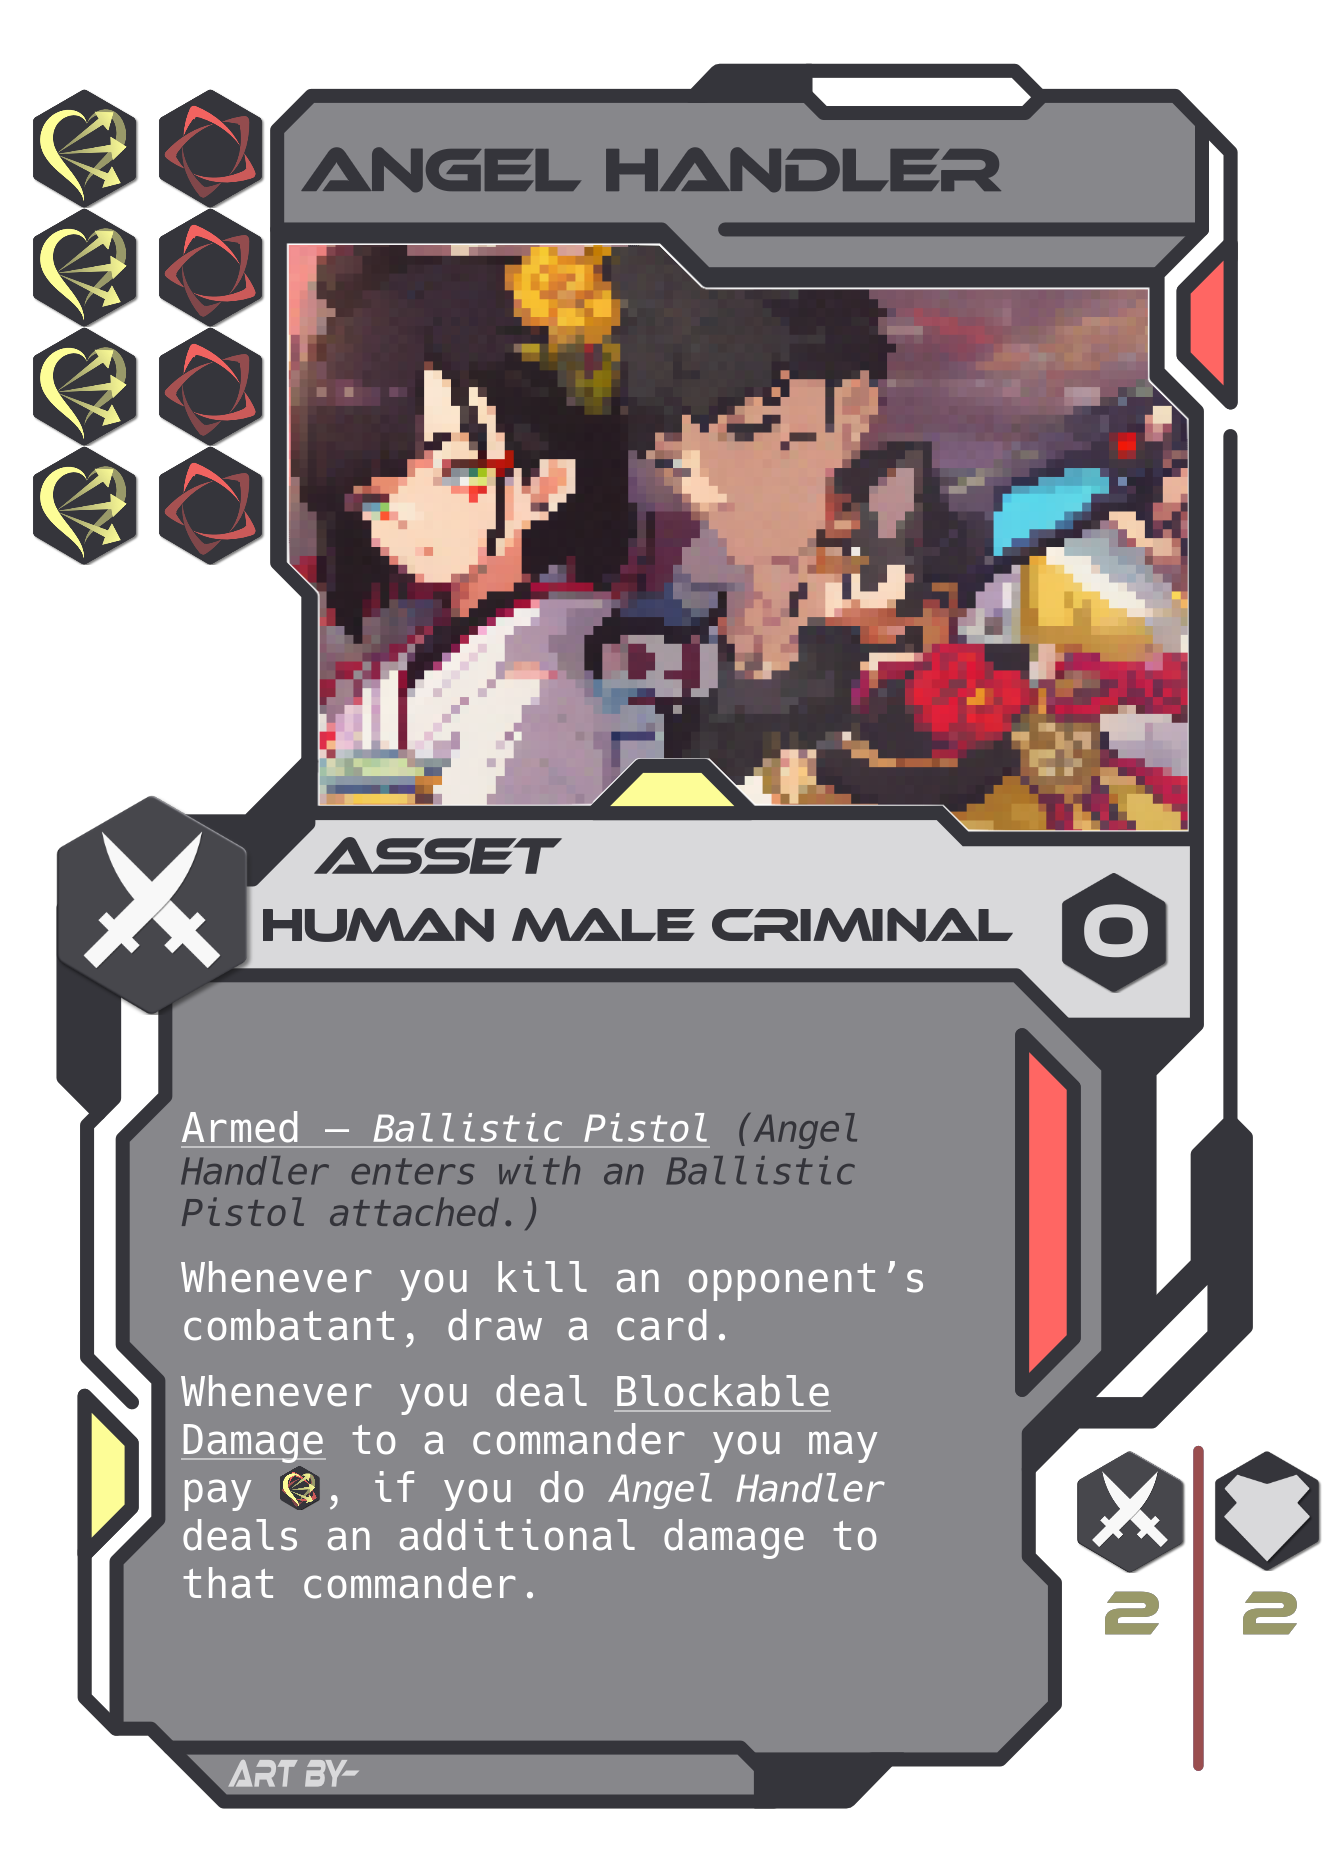 ANGEL HANDLER
ASSET
HUMAN MALE CRIMINAL
0
Armed — Ballistic Pistol (Angel
Handler enters with an Ballistic
Pistol attached.)
Whenever you kill an opponent’s
combatant, draw a card.
Whenever you deal Blockable
Damage to a commander you may
pay , if you do Angel Handler
deals an additional damage to
that commander.
2 2
ART BY-